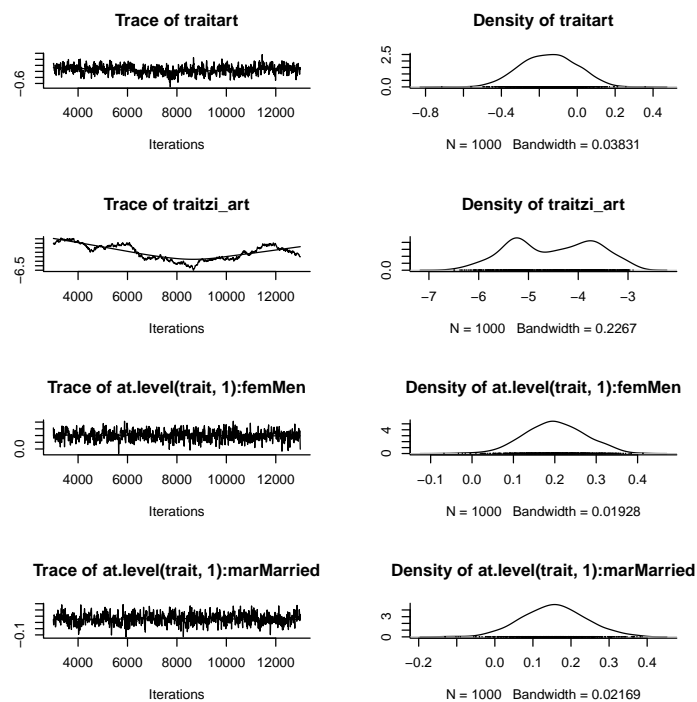 Trace of traitart
Density of traitart
−0.6
4000 6000 8000 10000 12000
Iterations
0.0 2.5
−0.8 −0.4 0.0 0.2 0.4
N = 1000 Bandwidth = 0.03831
Trace of traitzi_art
Density of traitzi_art
−6.5
4000 6000 8000 10000 12000
Iterations
0.0
−7 −6 −5 −4 −3
N = 1000 Bandwidth = 0.2267
Trace of at.level(trait, 1):femMen
Density of at.level(trait, 1):femMen
0.0
4000 6000 8000 10000 12000
Iterations
0 4
−0.1 0.0 0.1 0.2 0.3 0.4
N = 1000 Bandwidth = 0.01928
Trace of at.level(trait, 1):marMarried
Density of at.level(trait, 1):marMarried
−0.1
4000 6000 8000 10000 12000
Iterations
0 3
−0.2 0.0 0.1 0.2 0.3 0.4
N = 1000 Bandwidth = 0.02169